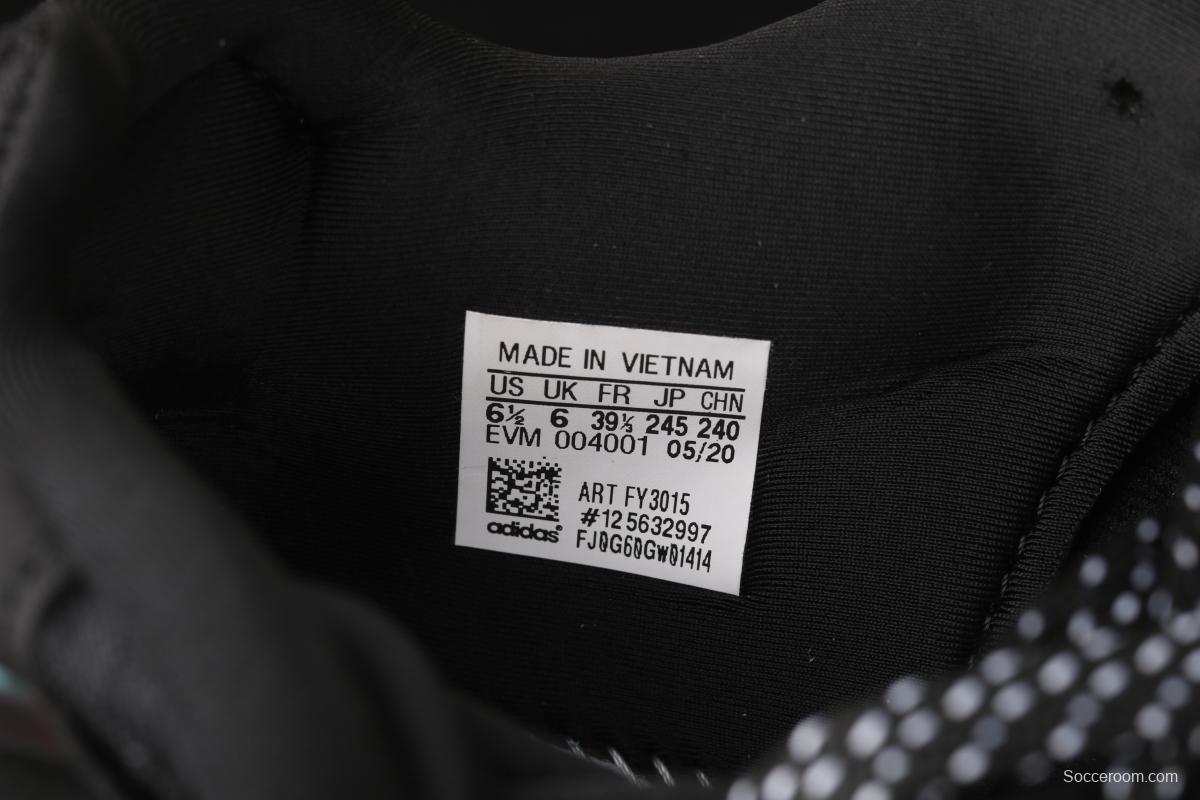 MADE IN VIETNAM
US UK FR JP CHN
6½ 6 39⅓ 245 240
EVM 004001 05/20
ART FY3015
#125632997
adidas®
FJ0G60GW01414
Socceroom.com